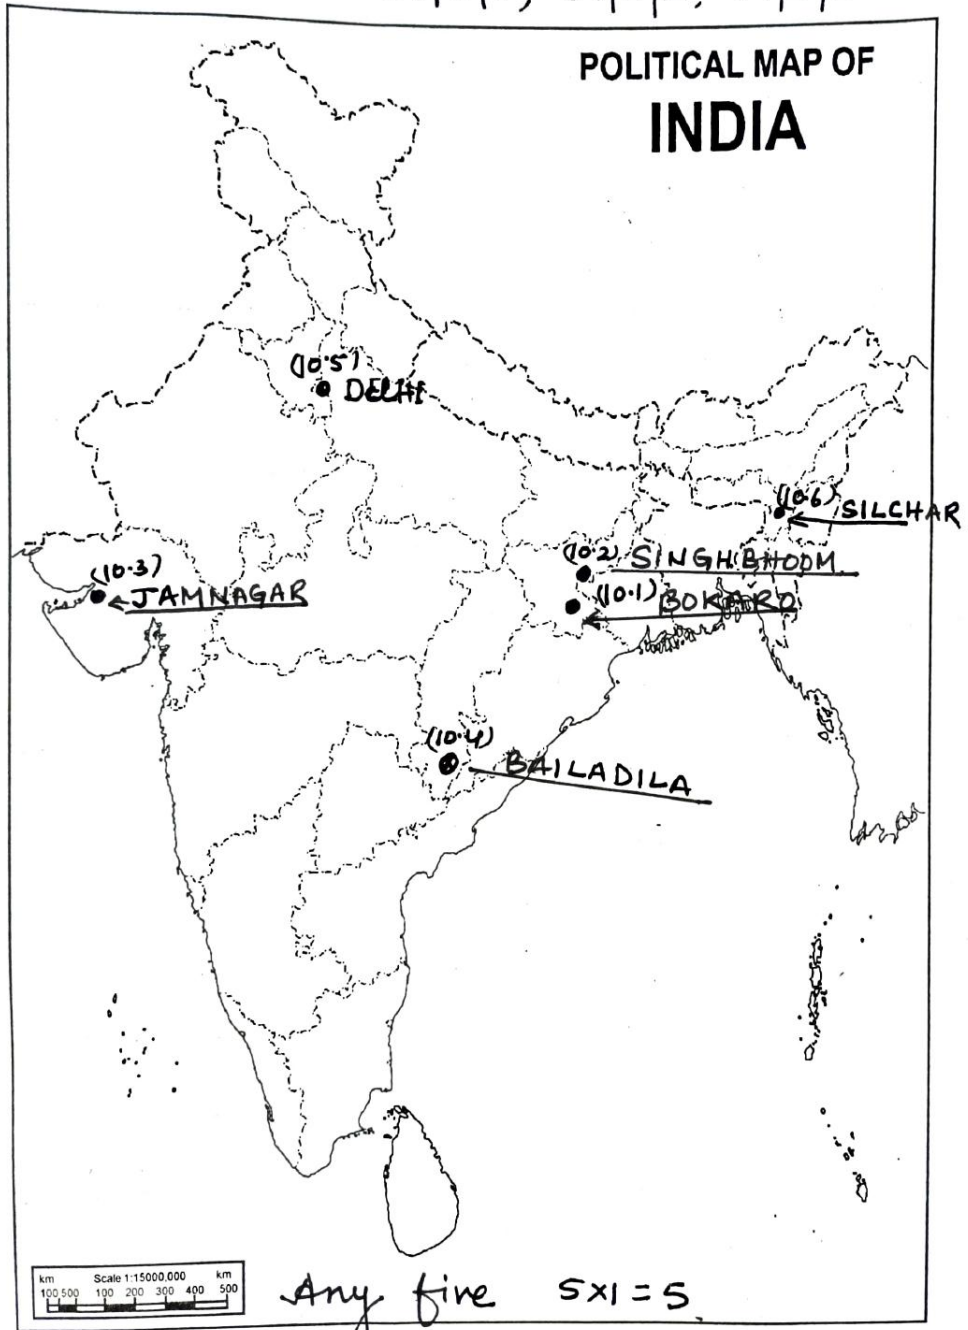 POLITICAL MAP OF
INDIA
(10.5)
DELHI
(10.6)
SILCHAR
(10.2) SINGHBHOOM
(10.3)
JAMNAGAR
(10.1) BOKARO
(10.4)
BAILADILA
km Scale 1:15000,000 km
100 500 100 200 300 400 500
Any five 5x1=5